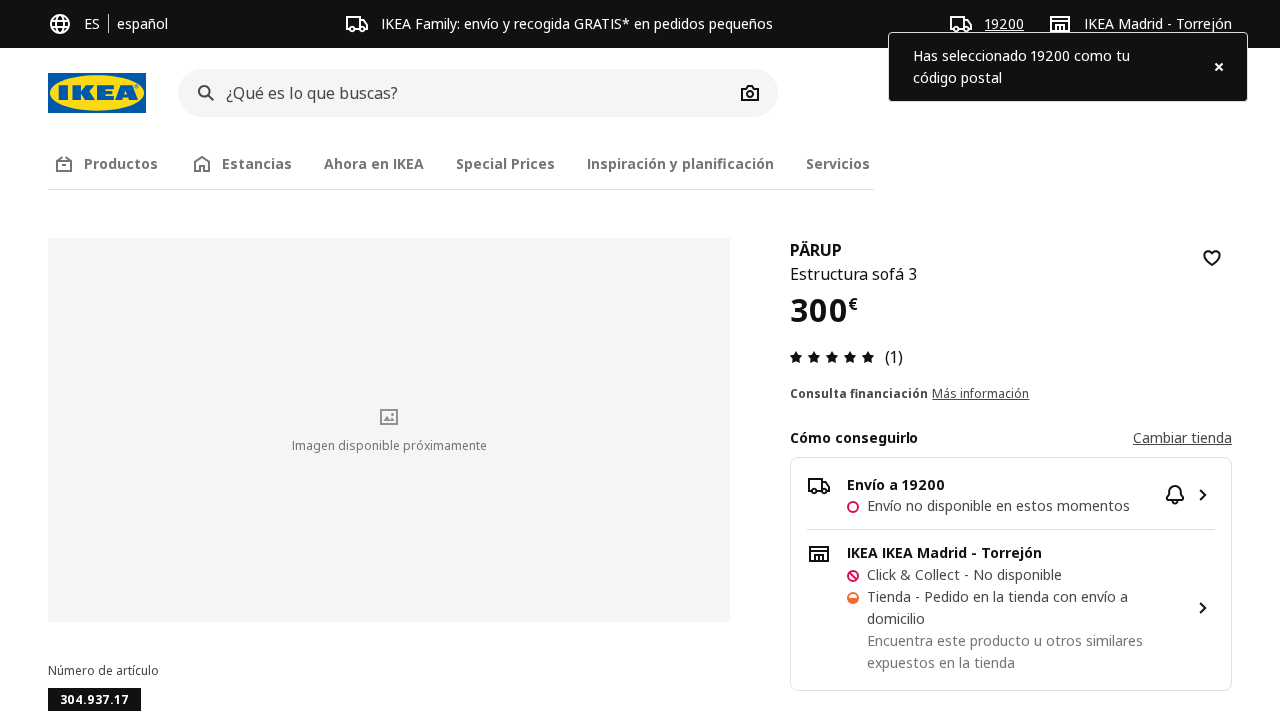 ES español
IKEA Family: envío y recogida GRATIS* en pedidos pequeños
19200
IKEA Madrid - Torrejón
Has seleccionado 19200 como tu
código postal
IKEA
¿Qué es lo que buscas?
Productos
Estancias
Ahora en IKEA
Special Prices
Inspiración y planificación
Servicios
Imagen disponible próximamente
PÄRUP
Estructura sofá 3
300€
(1)
Consulta financiación Más información
Cómo conseguirlo
Cambiar tienda
Envío a 19200
Envío no disponible en estos momentos
IKEA IKEA Madrid - Torrejón
Click & Collect - No disponible
Tienda - Pedido en la tienda con envío a
domicilio
Encuentra este producto u otros similares
expuestos en la tienda
Número de artículo
304.937.17